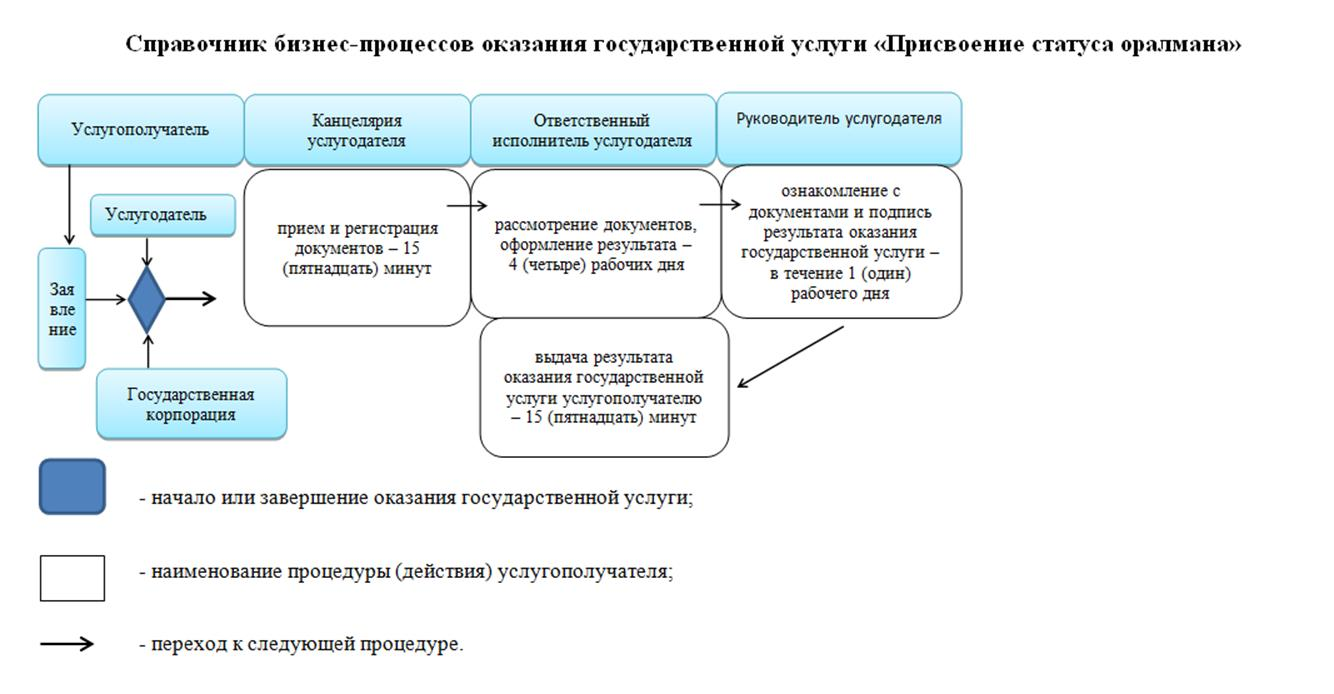 Справочник бизнес-процессов оказания государственной услуги «Присвоение статуса оралмана»
Услугополучатель
Канцелярия
услугодателя
Ответственный
исполнитель услугодателя
Руководитель услугодателя
Услугодатель
Зая
вле
ние
Государственная
корпорация
прием и регистрация
документов – 15
(пятнадцать) минут
рассмотрение документов,
оформление результата –
4 (четыре) рабочих дня
ознакомление с
документами и подпись
результата оказания
государственной услуги –
в течение 1 (один)
рабочего дня
выдача результата
оказания государственной
услуги услугополучателю
– 15 (пятнадцать) минут
- начало или завершение оказания государственной услуги;
- наименование процедуры (действия) услугополучателя;
- переход к следующей процедуре.